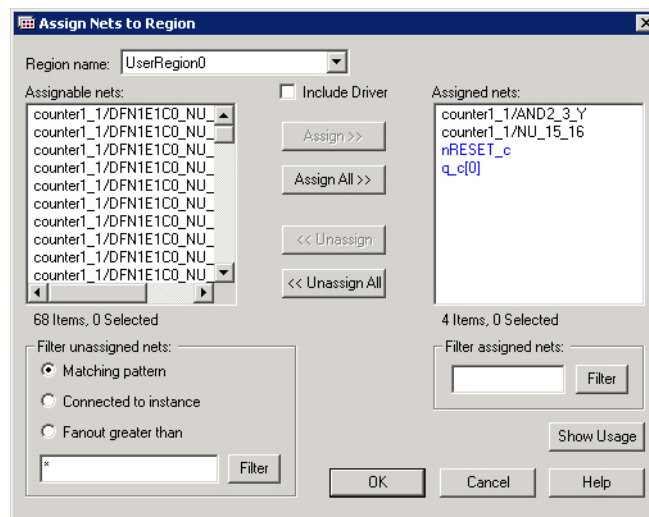 Assign Nets to Region
Region name: UserRegion0
Assignable nets:
counter1_1/DFN1E1C0_NU_
counter1_1/DFN1E1C0_NU_
counter1_1/DFN1E1C0_NU_
counter1_1/DFN1E1C0_NU_
counter1_1/DFN1E1C0_NU_
counter1_1/DFN1E1C0_NU_
counter1_1/DFN1E1C0_NU_
counter1_1/DFN1E1C0_NU_
counter1_1/DFN1E1C0_NU_
counter1_1/DFN1E1C0_NU_
68 Items, 0 Selected
Include Driver
Assign >>
Assign All >>
<< Unassign
<< Unassign All
Assigned nets:
counter1_1/AND2_3_Y
counter1_1/NU_15_16
nRESET_c
q_c[0]
4 Items, 0 Selected
Filter unassigned nets:
Matching pattern
Connected to instance
Fanout greater than
* Filter
Filter assigned nets:
Filter
Show Usage
OK Cancel Help